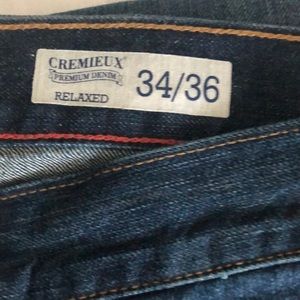 CREMIEUX®
PREMIUM DENIM
RELAXED
34/36